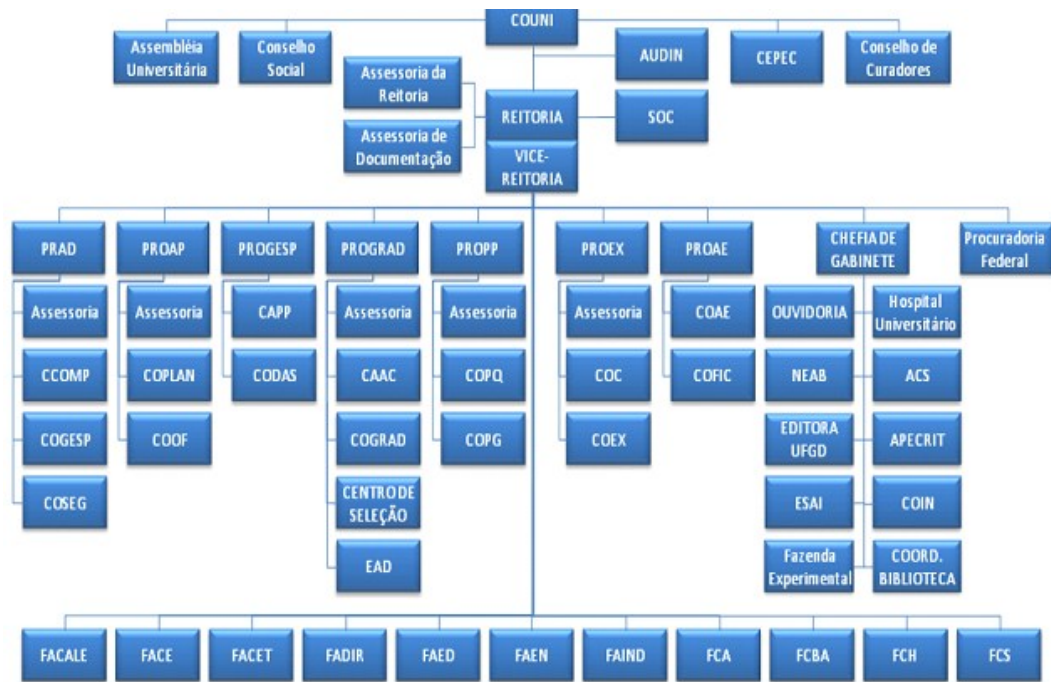 COUNI
Assembléia
Universitária
Conselho
Social
AUDIN
CEPEC
Conselho de
Curadores
Assessoria da
Reitoria
REITORIA
SOC
Assessoria de
Documentação
VICE-
REITORIA
PRAD
PROAP
PROGESP
PROGRAD
PROPP
PROEX
PROAE
CHEFIA DE
GABINETE
Procuradoria
Federal
Assessoria
Assessoria
CAPP
Assessoria
Assessoria
Assessoria
COAE
OUVIDORIA
Hospital
Universitário
CCOMP
COPLAN
CODAS
CAAC
COPQ
COC
COFIC
NEAB
ACS
COGESP
COOF
COGRAD
COPG
COEX
EDITORA
UFGD
APECRIT
COSEG
CENTRO DE
SELEÇÃO
ESAI
COIN
EAD
Fazenda
Experimental
COORD.
BIBLIOTECA
FACALE
FACE
FACET
FADIR
FAED
FAEN
FAIND
FCA
FCBA
FCH
FCS